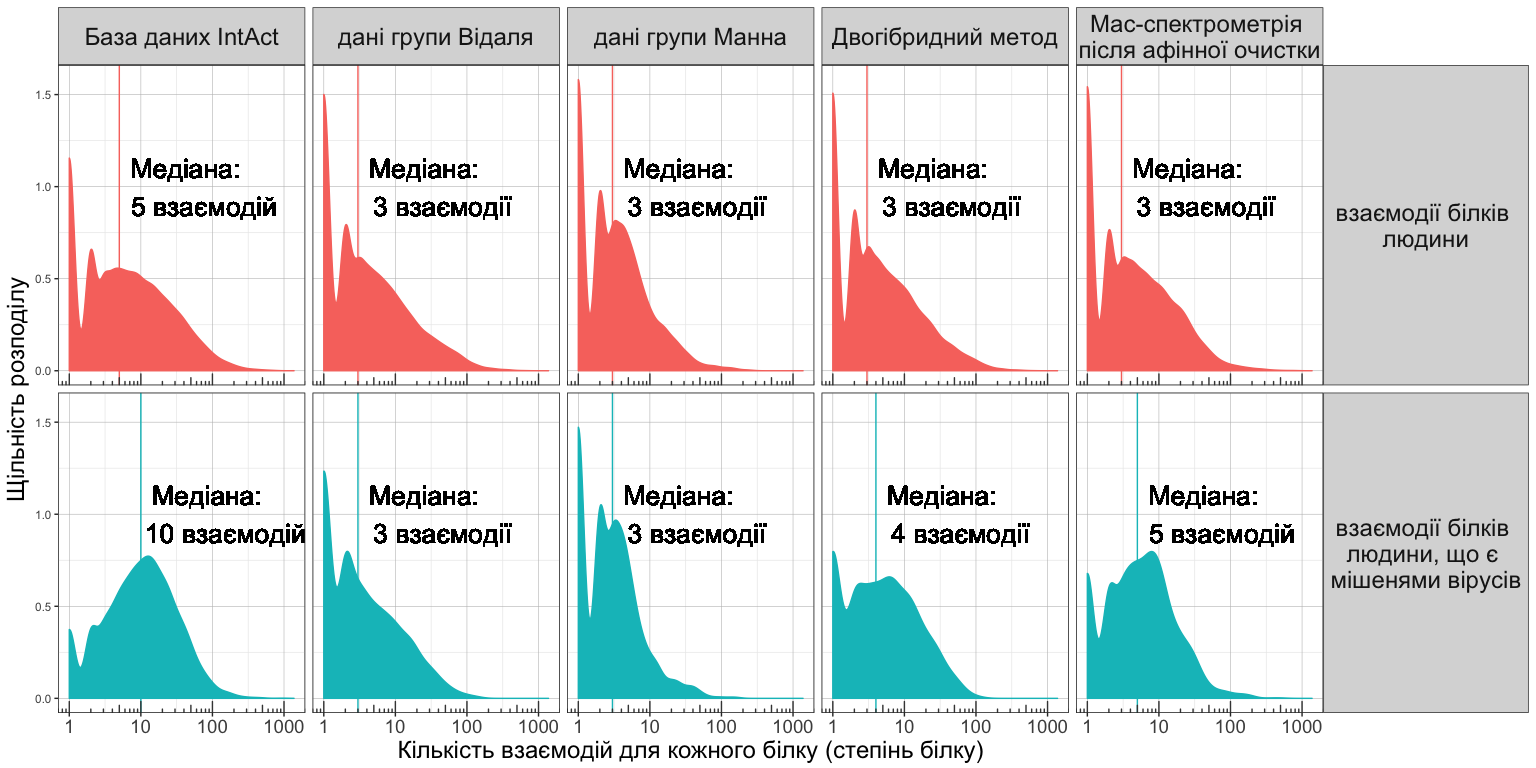 База даних IntAct
дані групи Відаля
дані групи Манна
Двогібридний метод
Мас-спектрометрія
після афінної очистки
Щільність розподілу
1.5
1.0
0.5
0.0
Медіана:
5 взаємодій
Медіана:
3 взаємодії
Медіана:
3 взаємодії
Медіана:
3 взаємодії
Медіана:
3 взаємодії
взаємодії білків
людини
1.5
1.0
0.5
0.0
Медіана:
10 взаємодій
Медіана:
3 взаємодії
Медіана:
3 взаємодії
Медіана:
4 взаємодії
Медіана:
5 взаємодій
взаємодії білків
людини, що є
мішенями вірусів
1 10 100 1000
1 10 100 1000
1 10 100 1000
1 10 100 1000
1 10 100 1000
Кількість взаємодій для кожного білку (степінь білку)